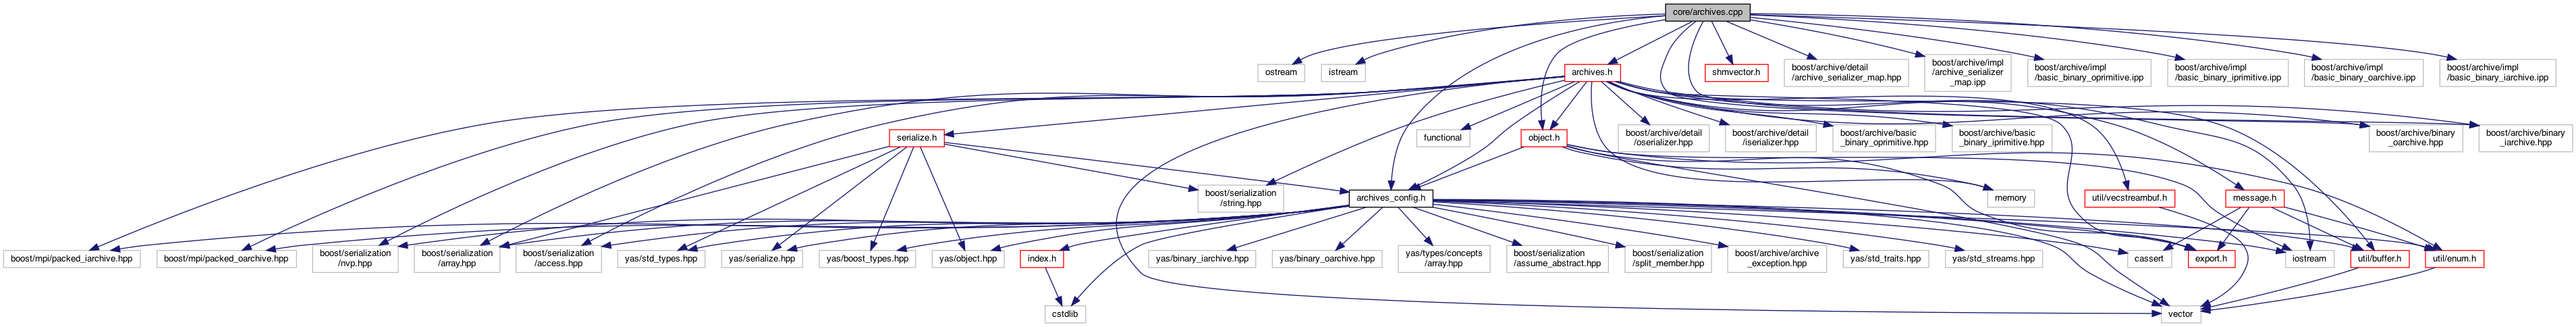 core/archives.cpp
ostream
istream
archives.h
shmvector.h
boost/archive/detail
/archive_serializer_map.hpp
boost/archive/impl
/archive_serializer
_map.ipp
boost/archive/impl
/basic_binary_oprimitive.ipp
boost/archive/impl
/basic_binary_iprimitive.ipp
boost/archive/impl
/basic_binary_oarchive.ipp
boost/archive/impl
/basic_binary_iarchive.ipp
serialize.h
functional
object.h
boost/archive/detail
/oserializer.hpp
boost/archive/detail
/iserializer.hpp
boost/archive/basic
_binary_oprimitive.hpp
boost/archive/basic
_binary_iprimitive.hpp
boost/archive/binary
_oarchive.hpp
boost/archive/binary
_iarchive.hpp
boost/serialization
/string.hpp
archives_config.h
memory
util/vecstreambuf.h
message.h
boost/mpi/packed_iarchive.hpp
boost/mpi/packed_oarchive.hpp
boost/serialization
/nvp.hpp
boost/serialization
/array.hpp
boost/serialization
/access.hpp
yas/std_types.hpp
yas/serialize.hpp
yas/boost_types.hpp
yas/object.hpp
index.h
yas/binary_iarchive.hpp
yas/binary_oarchive.hpp
yas/types/concepts
/array.hpp
boost/serialization
/assume_abstract.hpp
boost/serialization
/split_member.hpp
boost/archive/archive
_exception.hpp
yas/std_traits.hpp
yas/std_streams.hpp
cassert
export.h
iostream
util/buffer.h
util/enum.h
cstdlib
vector